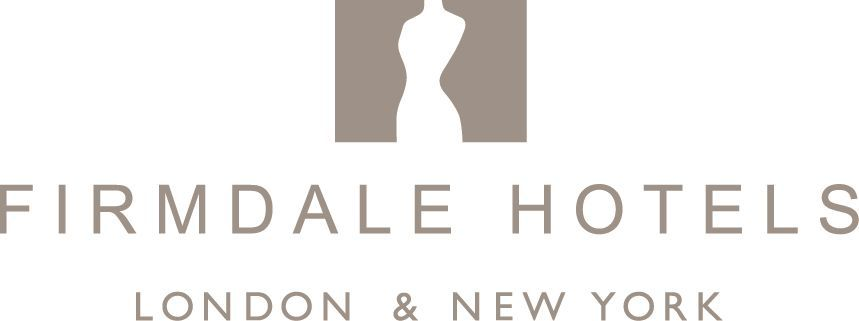 FIRMDALE HOTELS
LONDON & NEW YORK